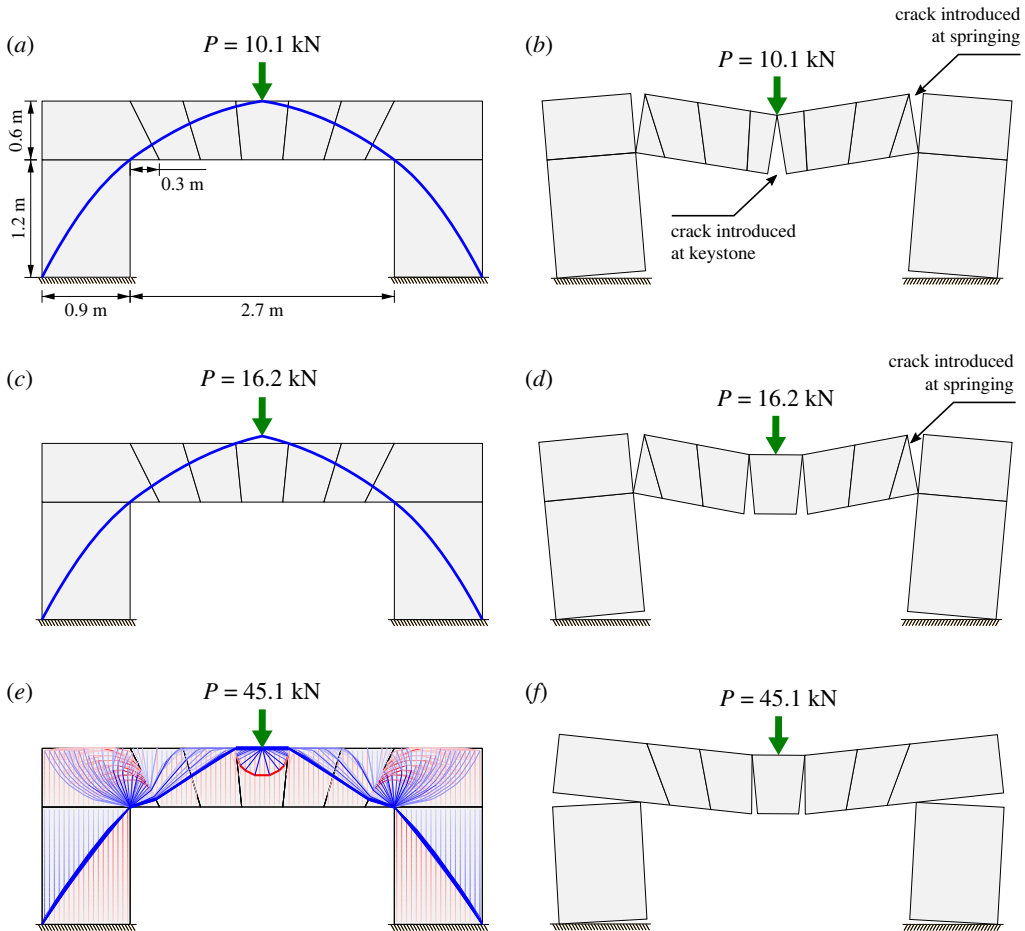 (a)
P = 10.1 kN
0.6 m
1.2 m
0.3 m
0.9 m
2.7 m
(b)
P = 10.1 kN
crack introduced
at springing
crack introduced
at keystone
(c)
P = 16.2 kN
(d)
P = 16.2 kN
crack introduced
at springing
(e)
P = 45.1 kN
(f)
P = 45.1 kN